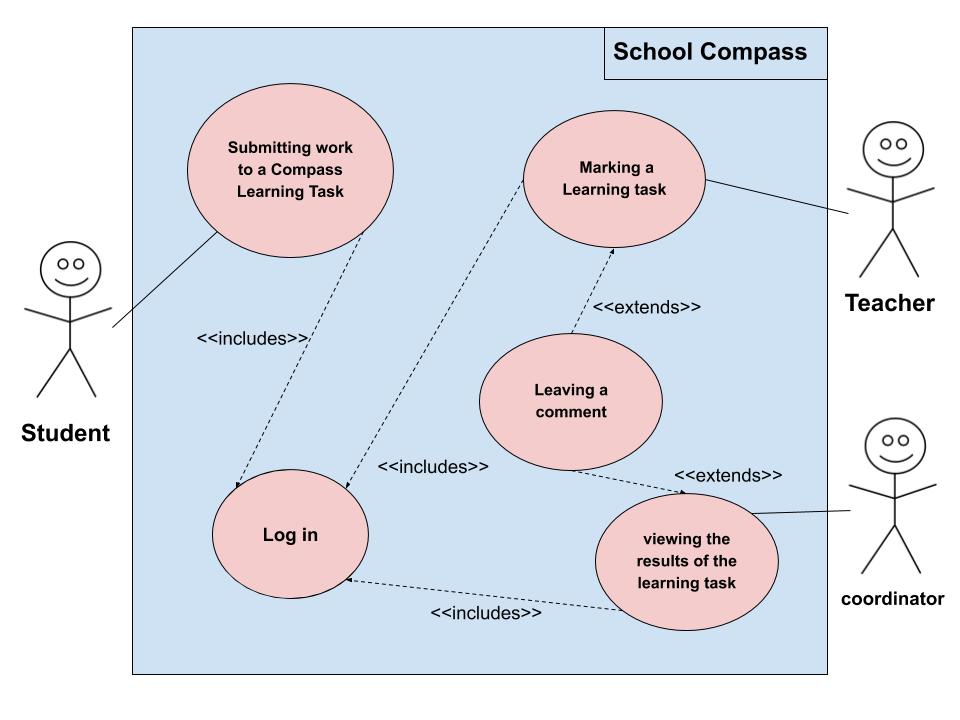 School Compass
Submitting work
to a Compass
Learning Task
Marking a
Learning task
Teacher
<<extends>>
<<includes>>
Leaving a
comment
Student
<<includes>>
<<extends>>
Log in
viewing the
results of the
learning task
coordinator
<<includes>>